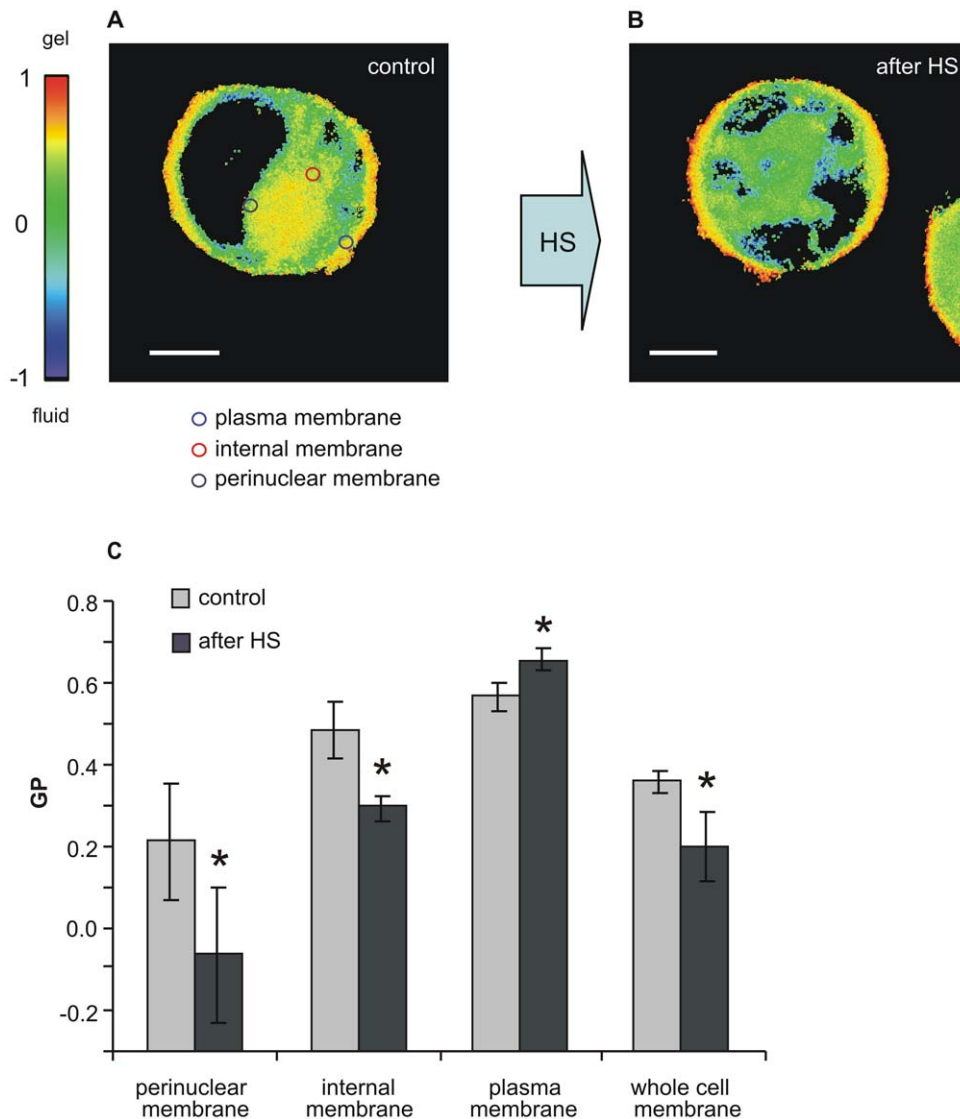 A
B
gel
control
after HS
1
0
-1
fluid
HS
plasma membrane
internal membrane
perinuclear membrane
C
control
after HS
0.8
0.6
0.4
0.2
0.0
-0.2
GP
*
*
*
*
perinuclear
membrane
internal
membrane
plasma
membrane
whole cell
membrane